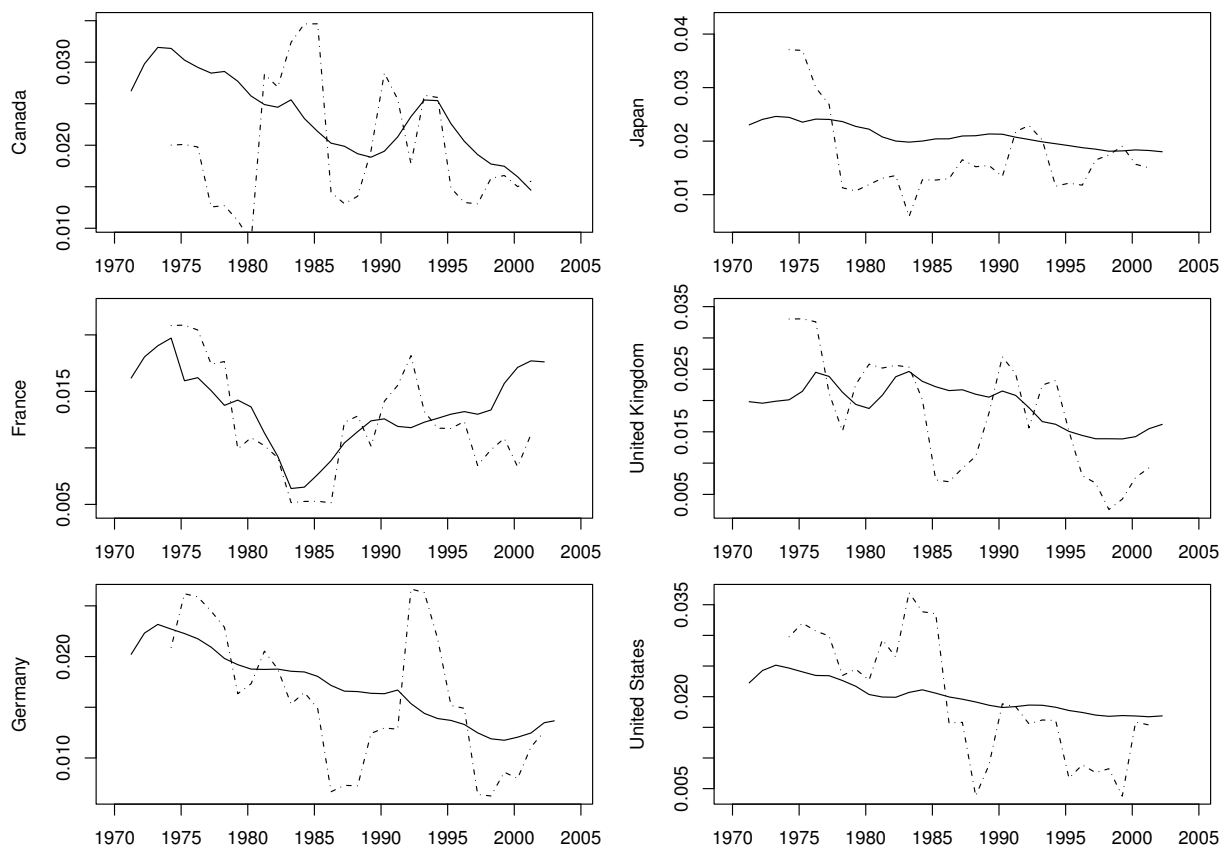 Canada
0.010 0.020 0.030
1970 1975 1980 1985 1990 1995 2000 2005
Japan
0.01 0.02 0.03 0.04
1970 1975 1980 1985 1990 1995 2000 2005
France
0.005 0.015
1970 1975 1980 1985 1990 1995 2000 2005
United Kingdom
0.005 0.015 0.025 0.035
1970 1975 1980 1985 1990 1995 2000 2005
Germany
0.010 0.020
1970 1975 1980 1985 1990 1995 2000 2005
United States
0.005 0.020 0.035
1970 1975 1980 1985 1990 1995 2000 2005